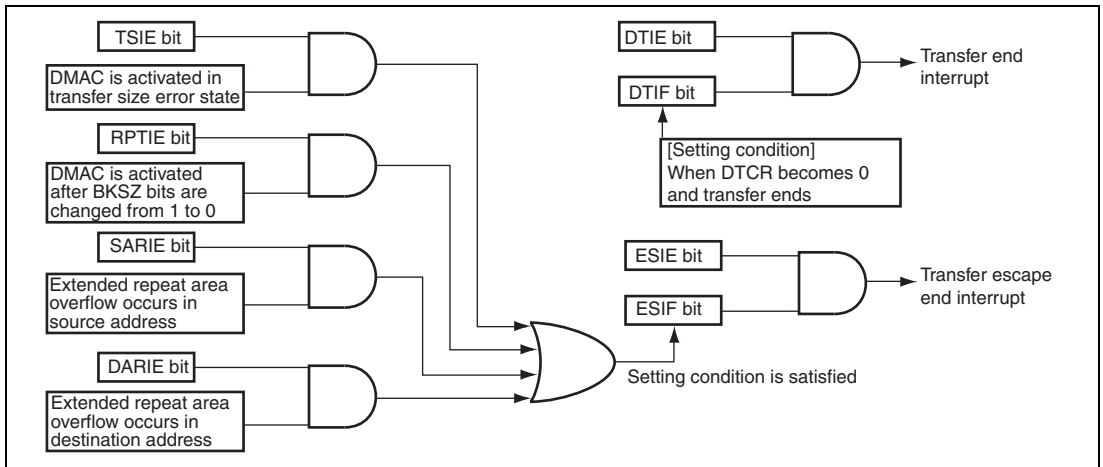 TSIE bit
DMAC is activated in
transfer size error state
RPTIE bit
DMAC is activated
after BKSZ bits are
changed from 1 to 0
SARIE bit
Extended repeat area
overflow occurs in
source address
DARIE bit
Extended repeat area
overflow occurs in
destination address
DTIE bit
DTIF bit
Transfer end
interrupt
[Setting condition]
When DTCR becomes 0
and transfer ends
ESIE bit
ESIF bit
Transfer escape
end interrupt
Setting condition is satisfied